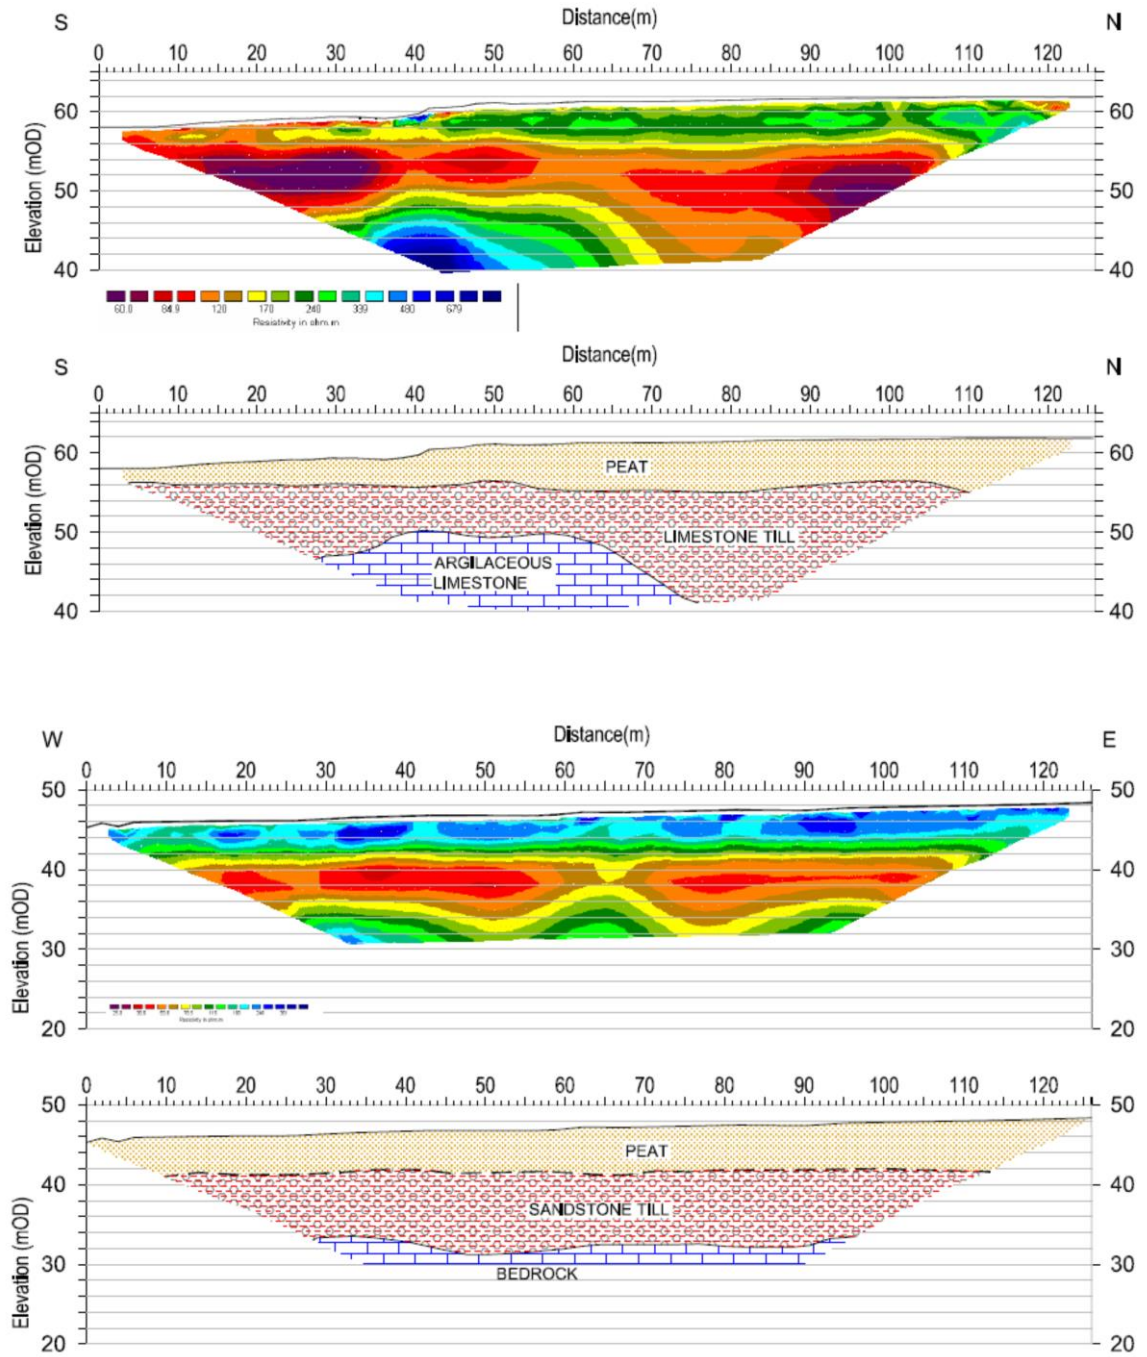 Distance(m)
S N
0 10 20 30 40 50 60 70 80 90 100 110 120
Elevation (mOD)
60 60
50 50
40 40
60.0 84.9 120 170 240 339 480 679
Resistivity in ohm.m
Distance(m)
S N
0 10 20 30 40 50 60 70 80 90 100 110 120
Elevation (mOD)
60 60
PEAT
50 50
LIMESTONE TILL
ARGILACEOUS
LIMESTONE
40 40
Distance(m)
W E
0 10 20 30 40 50 60 70 80 90 100 110 120
Elevation (mOD)
50 50
40 40
30 30
20 20
Resistivity in ohm.m
0 10 20 30 40 50 60 70 80 90 100 110 120
Elevation (mOD)
50 50
PEAT
40 40
SANDSTONE TILL
30 30
BEDROCK
20 20